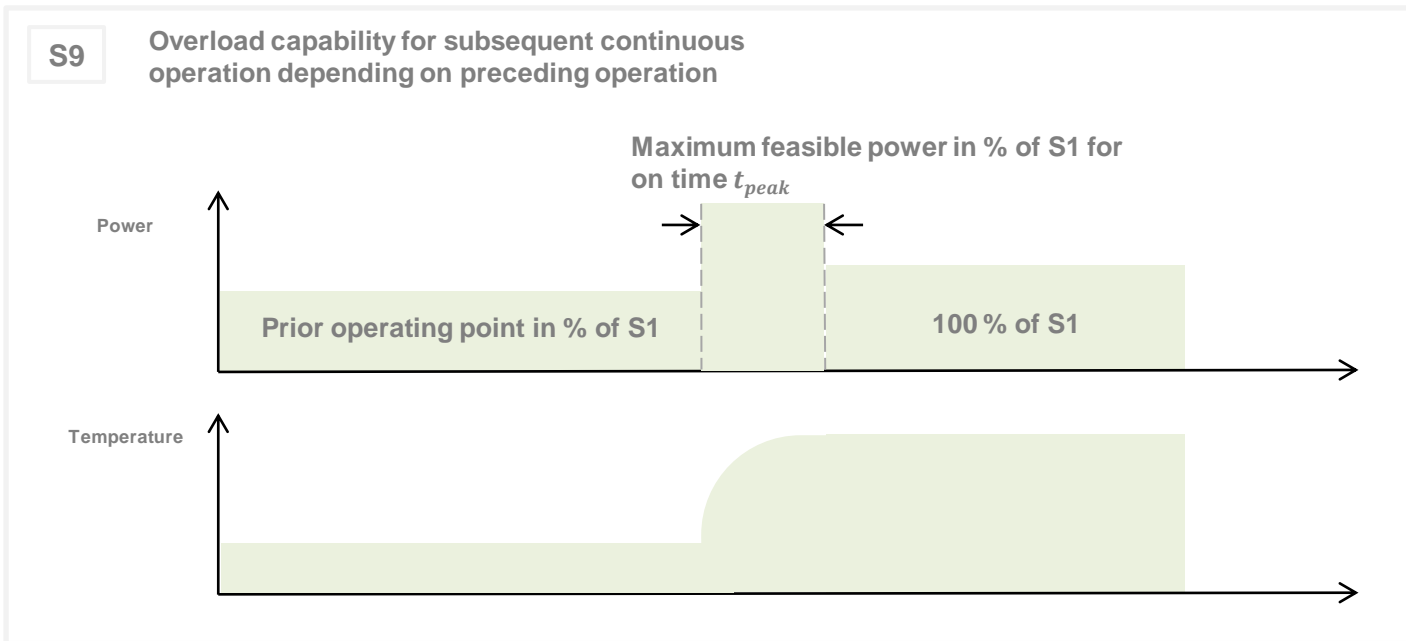 S9
Overload capability for subsequent continuous
operation depending on preceding operation
Maximum feasible power in % of S1 for
on time t_peak
Power
Prior operating point in % of S1
100 % of S1
Temperature